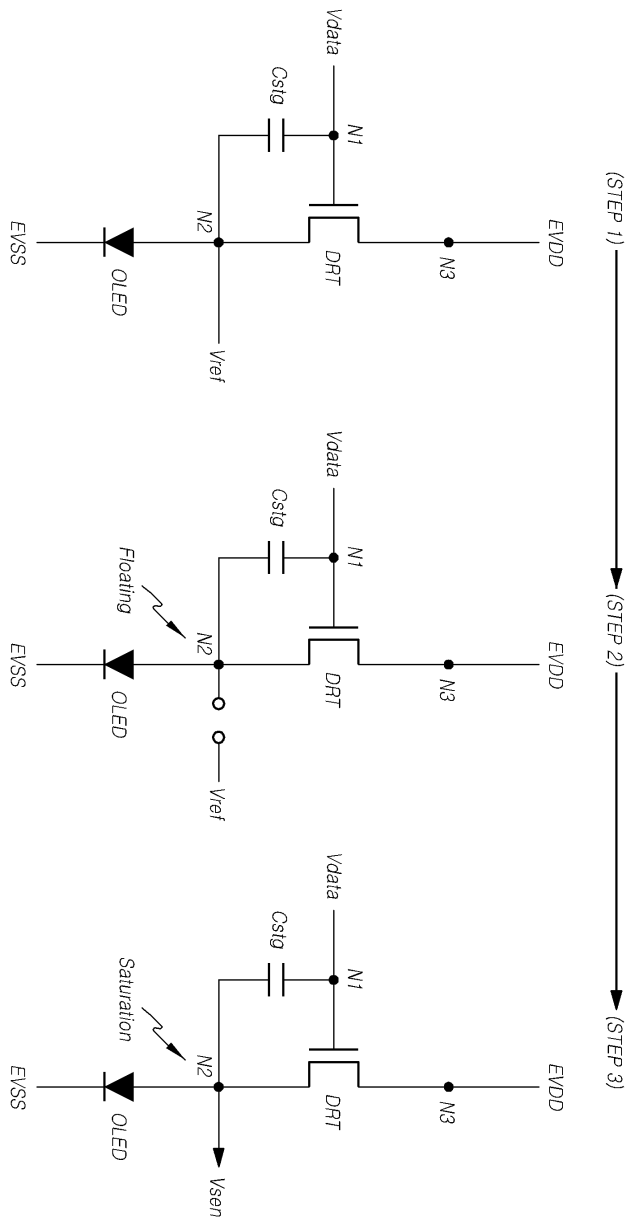 (STEP 1)
(STEP 2)
(STEP 3)
EVDD
N3
Vdata
N1
DRT
Cstg
N2
Vref
OLED
EVSS
EVDD
N3
Vdata
N1
DRT
Cstg
N2
Vref
Floating
OLED
EVSS
EVDD
N3
Vdata
N1
DRT
Cstg
N2
Vsen
Saturation
OLED
EVSS